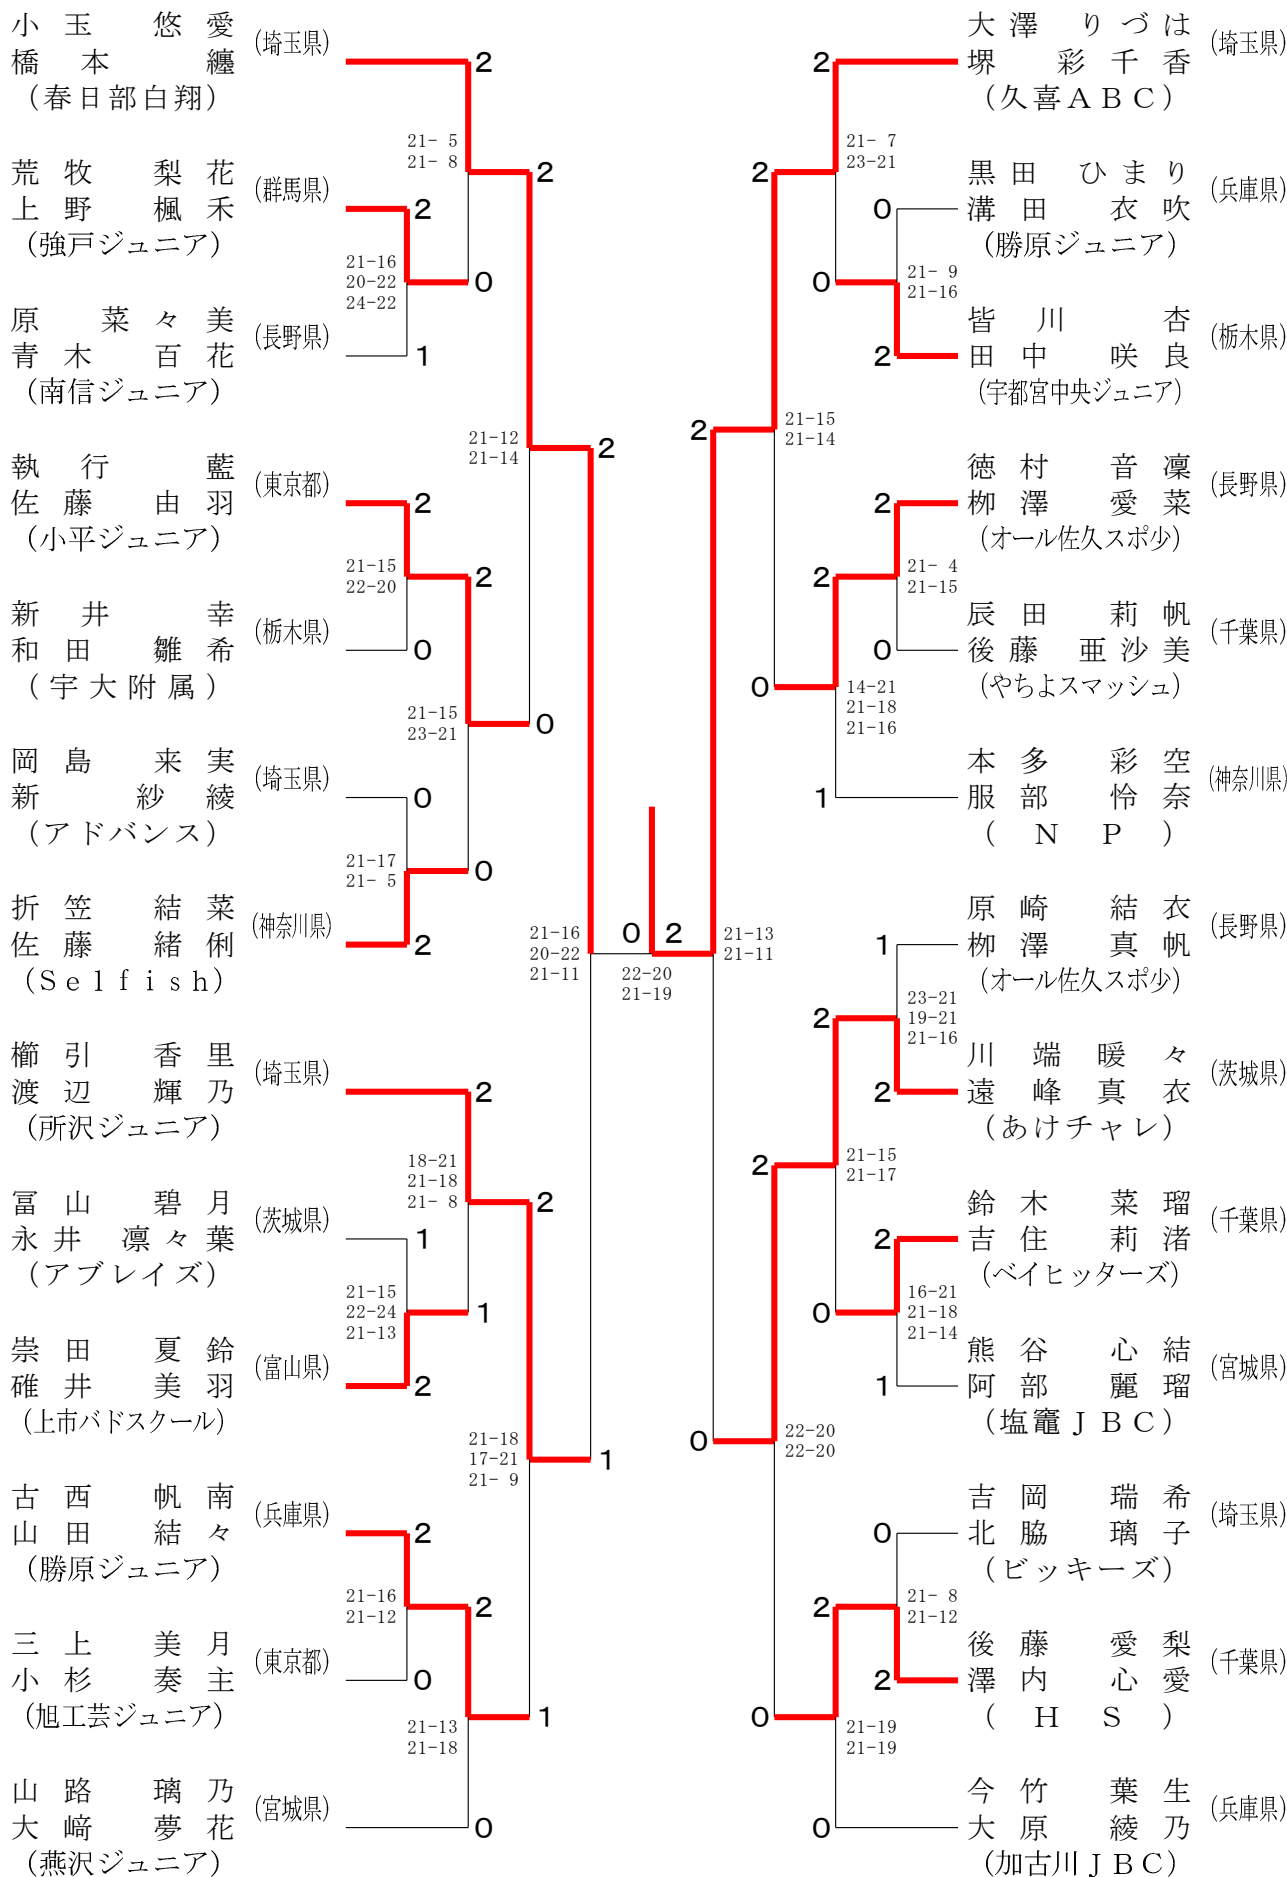 小玉 悠愛
橋本 纏
(春日部白翔)
(埼玉県)
2
21- 5
21- 8
荒牧 梨花
上野 楓禾
(強戸ジュニア)
(群馬県)
2
2
21-16
20-22
24-22
0
原 菜々美
青木 百花
(南信ジュニア)
(長野県)
1
21-12
21-14
2
執行 藍
佐藤 由羽
(小平ジュニア)
(東京都)
2
21-15
22-20
2
新井 幸
和田 雛希
(宇大附属)
(栃木県)
0
21-15
23-21
0
岡島 来実
新 紗綾
(アドバンス)
(埼玉県)
0
21-17
21- 5
0
折笠 結菜
佐藤 緒俐
(Selfish)
(神奈川県)
2
21-16
20-22
21-11
0
2
22-20
21-19
櫛引 香里
渡辺 輝乃
(所沢ジュニア)
(埼玉県)
2
18-21
21-18
21- 8
2
冨山 碧月
永井 凛々葉
(アブレイズ)
(茨城県)
1
21-15
22-24
21-13
1
崇田 夏鈴
碓井 美羽
(上市バドスクール)
(富山県)
2
21-18
17-21
21- 9
1
古西 帆南
山田 結々
(勝原ジュニア)
(兵庫県)
2
21-16
21-12
2
三上 美月
小杉 奏主
(旭工芸ジュニア)
(東京都)
0
21-13
21-18
1
山路 璃乃
大﨑 夢花
(燕沢ジュニア)
(宮城県)
0
2
大澤 りづは
堺 彩千香
(久喜ABC)
(埼玉県)
21- 7
23-21
2
0
黒田 ひまり
溝田 衣吹
(勝原ジュニア)
(兵庫県)
0
21- 9
21-16
2
皆川 杏
田中 咲良
(宇都宮中央ジュニア)
(栃木県)
2
21-15
21-14
2
徳村 音凜
栁澤 愛菜
(オール佐久スポ少)
(長野県)
2
21- 4
21-15
0
辰田 莉帆
後藤 亜沙美
(やちよスマッシュ)
(千葉県)
0
14-21
21-18
21-16
1
本多 彩空
服部 怜奈
(NP)
(神奈川県)
21-13
21-11
1
原崎 結衣
栁澤 真帆
(オール佐久スポ少)
(長野県)
2
23-21
19-21
21-16
2
川端 暖々
遠峰 真衣
(あけチャレ)
(茨城県)
2
21-15
21-17
2
鈴木 菜瑠
吉住 莉渚
(ベイヒッターズ)
(千葉県)
0
16-21
21-18
21-14
1
熊谷 心結
阿部 麗瑠
(塩竈JBC)
(宮城県)
0
22-20
22-20
0
吉岡 瑞希
北脇 璃子
(ビッキーズ)
(埼玉県)
2
21- 8
21-12
2
後藤 愛梨
澤内 心愛
(HS)
(千葉県)
0
21-19
21-19
0
今竹 葉生
大原 綾乃
(加古川JBC)
(兵庫県)